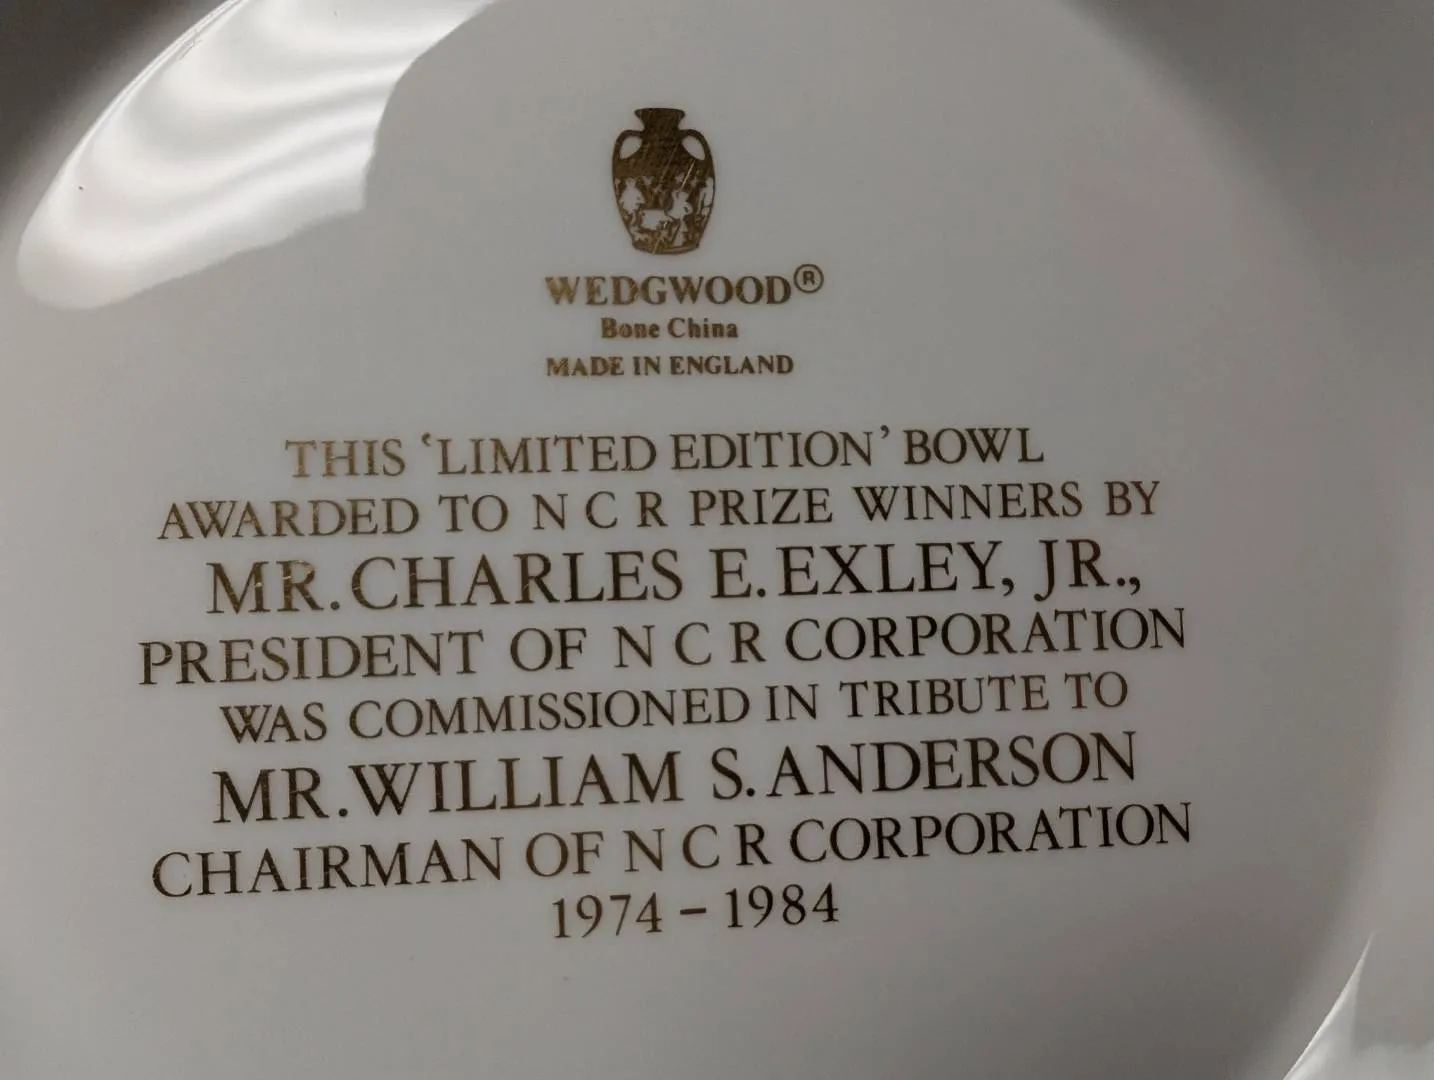 WEDGWOOD®
Bone China
MADE IN ENGLAND
THIS ‘LIMITED EDITION’ BOWL
AWARDED TO N C R PRIZE WINNERS BY
MR. CHARLES E. EXLEY, JR.,
PRESIDENT OF N C R CORPORATION
WAS COMMISSIONED IN TRIBUTE TO
MR. WILLIAM S. ANDERSON
CHAIRMAN OF N C R CORPORATION
1974 – 1984